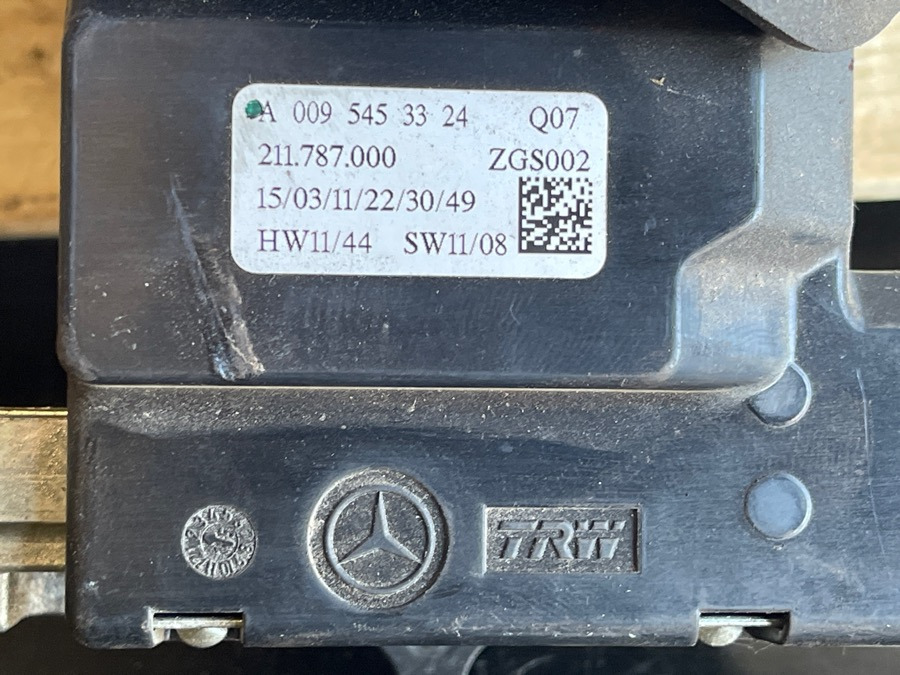 A 009 545 33 24 Q07
211.787.000 ZGS002
15/03/11/22/30/49
HW11/44 SW11/08
TRW